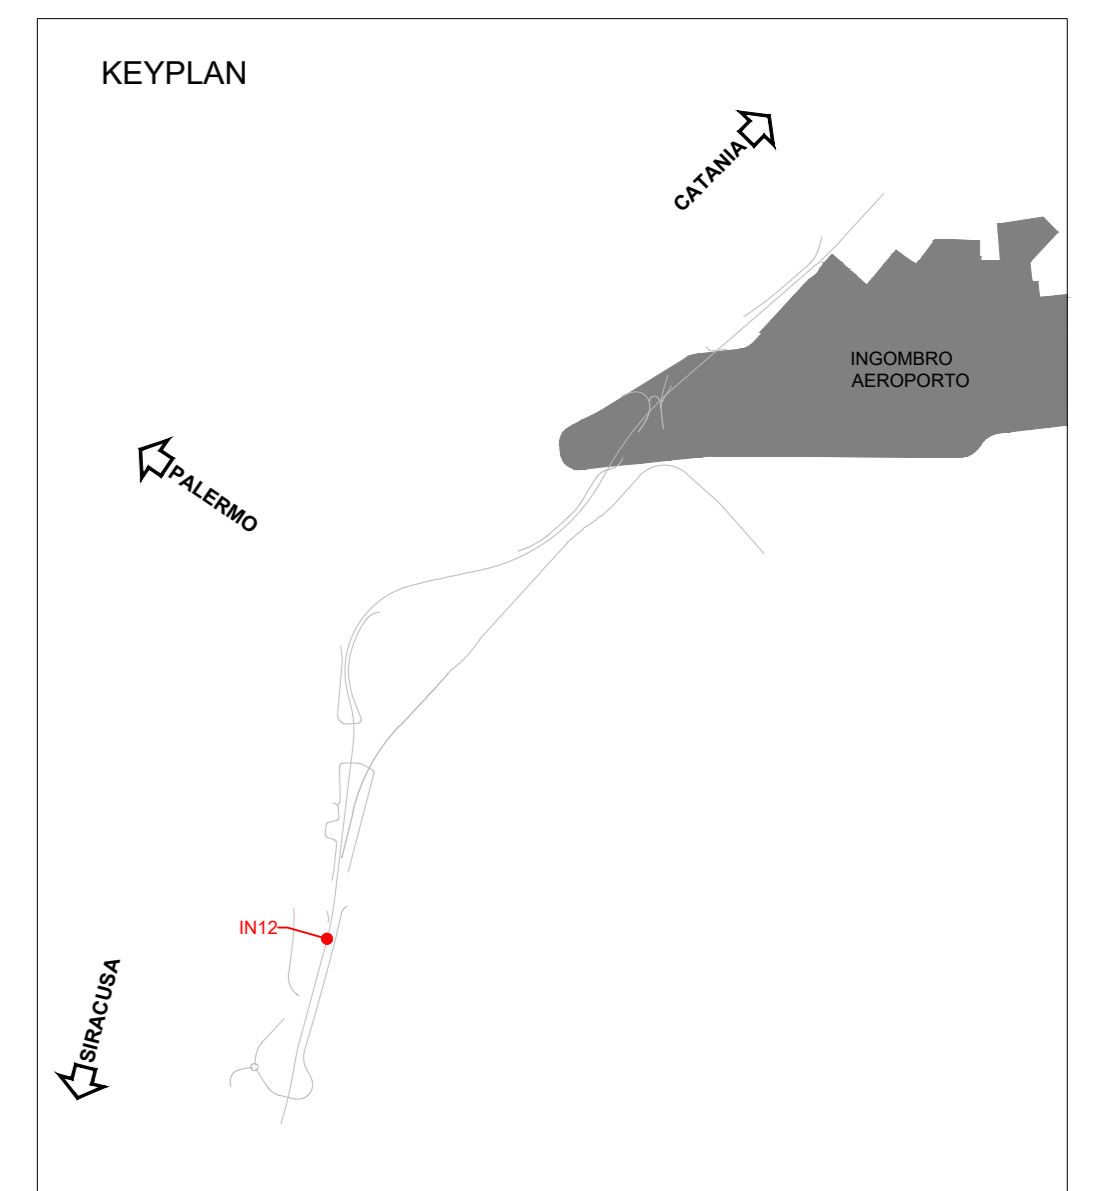 KEYPLAN
CATANIA
INGOMBRO
AEROPORTO
PALERMO
IN12
SIRACUSA